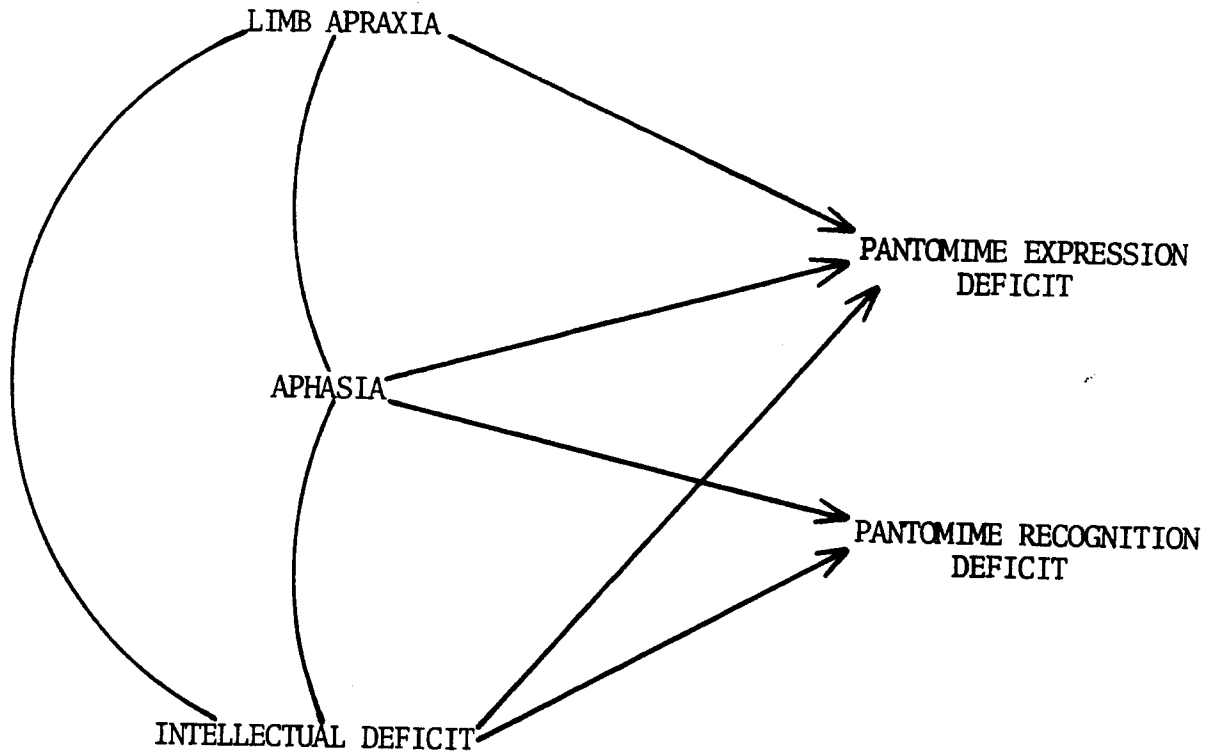 LIMB APRAXIA
PANTOMIME EXPRESSION
DEFICIT
APHASIA
PANTOMIME RECOGNITION
DEFICIT
INTELLECTUAL DEFICIT